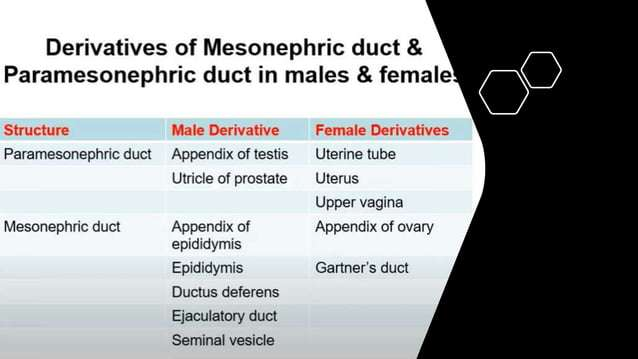 Derivatives of Mesonephric duct &
Paramesonephric duct in males & females
Structure Male Derivative Female Derivatives
Paramesonephric duct Appendix of testis Uterine tube
Utricle of prostate Uterus
Upper vagina
Mesonephric duct Appendix of Appendix of ovary
epididymis
Epididymis Gartner's duct
Ductus deferens
Ejaculatory duct
Seminal vesicle